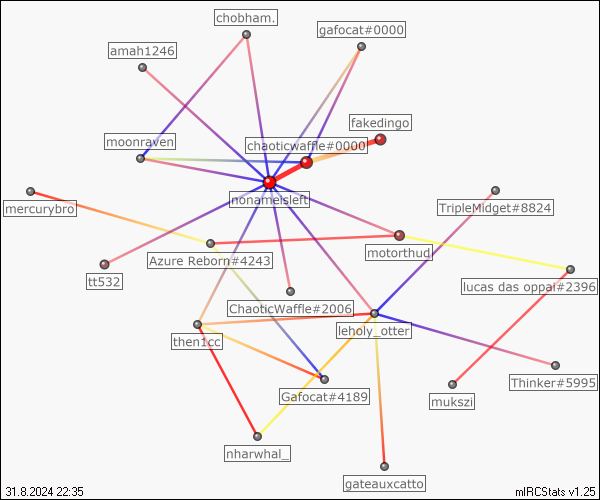 chobham.
gafocat#0000
amah1246
fakedingo
moonraven
chaoticwaffle#0000
nonameisleft
mercurybro
TripleMidget#8824
Azure Reborn#4243
motorthud
tt532
lucas das oppai#2396
ChaoticWaffle#2006
leholy_otter
then1cc
Thinker#5995
Gafocat#4189
mukszi
nharwhal_
gateauxcatto
31.8.2024 22:35
mIRCStats v1.25